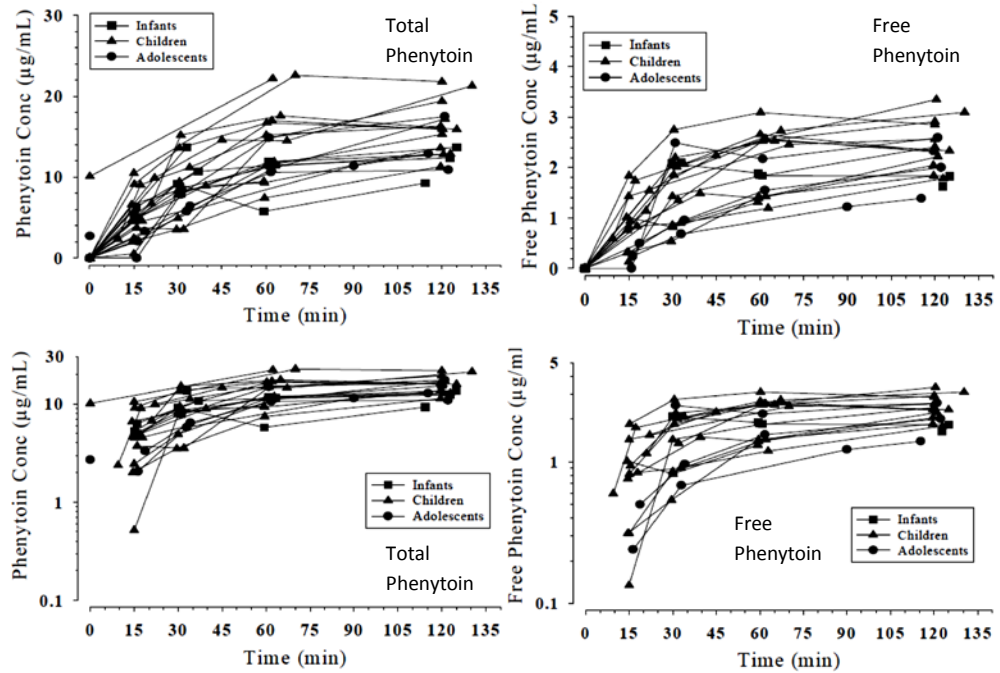 Phenytoin Conc (µg/mL)
30
20
10
0
Infants
Children
Adolescents
Total
Phenytoin
0 15 30 45 60 75 90 105 120 135
Time (min)
Free Phenytoin Conc (µg/mL)
5
4
3
2
1
0
Infants
Children
Adolescents
Free
Phenytoin
0 15 30 45 60 75 90 105 120 135
Time (min)
Phenytoin Conc (µg/mL)
30
10
1
0.1
Infants
Children
Adolescents
Total
Phenytoin
0 15 30 45 60 75 90 105 120 135
Time (min)
Free Phenytoin Conc (µg/mL)
5
1
0.1
Infants
Children
Adolescents
Free
Phenytoin
0 15 30 45 60 75 90 105 120 135
Time (min)